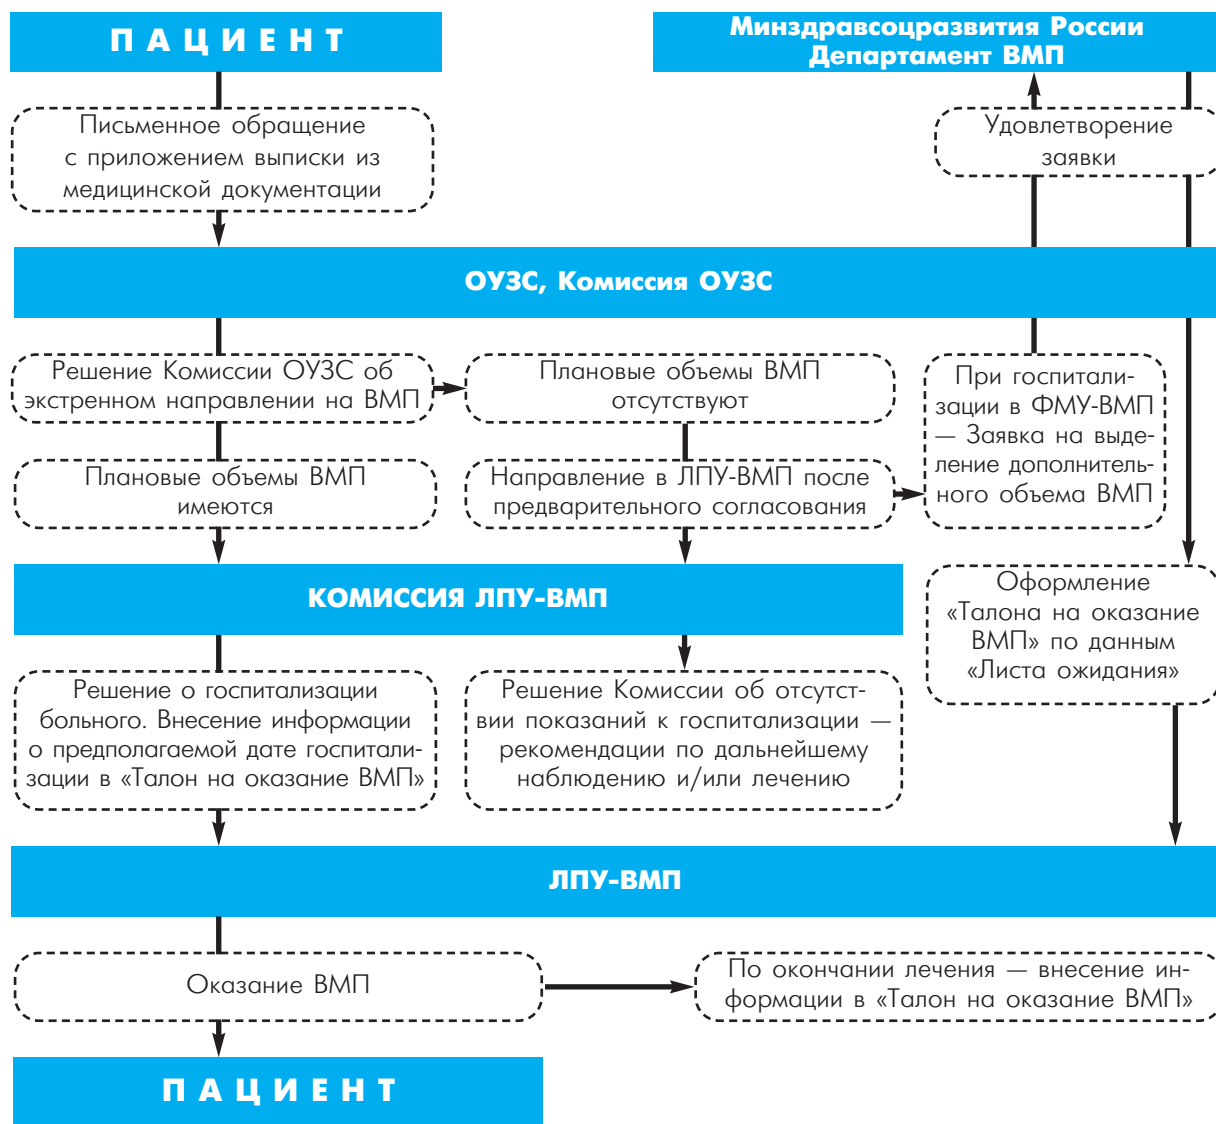 ПАЦИЕНТ
Минздравсоцразвития России
Департамент ВМП
Письменное обращение
с приложением выписки из
медицинской документации
Удовлетворение
заявки
ОУЗС, Комиссия ОУЗС
Решение Комиссии ОУЗС об
экстренном направлении на ВМП
Плановые объемы ВМП
отсутствуют
При госпитали-
зации в ФМУ-ВМП
— Заявка на выде-
ление дополнитель-
ного объема ВМП
Плановые объемы ВМП
имеются
Направление в ЛПУ-ВМП после
предварительного согласования
КОМИССИЯ ЛПУ-ВМП
Оформление
«Талона на оказание
ВМП» по данным
«Листа ожидания»
Решение о госпитализации
больного. Внесение информации
о предполагаемой дате госпитали-
зации в «Талон на оказание ВМП»
Решение Комиссии об отсутст-
вии показаний к госпитализации —
рекомендации по дальнейшему
наблюдению и/или лечению
ЛПУ-ВМП
Оказание ВМП
По окончании лечения — внесение ин-
формации в «Талон на оказание ВМП»
ПАЦИЕНТ